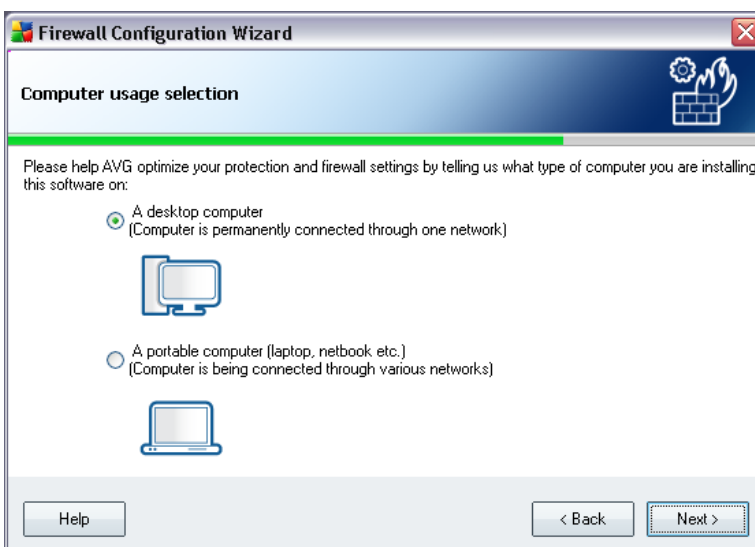 Firewall Configuration Wizard
Computer usage selection
Please help AVG optimize your protection and firewall settings by telling us what type of computer you are installing
this software on:
A desktop computer
(Computer is permanently connected through one network)
A portable computer (laptop, netbook etc.)
(Computer is being connected through various networks)
Help
< Back
Next >